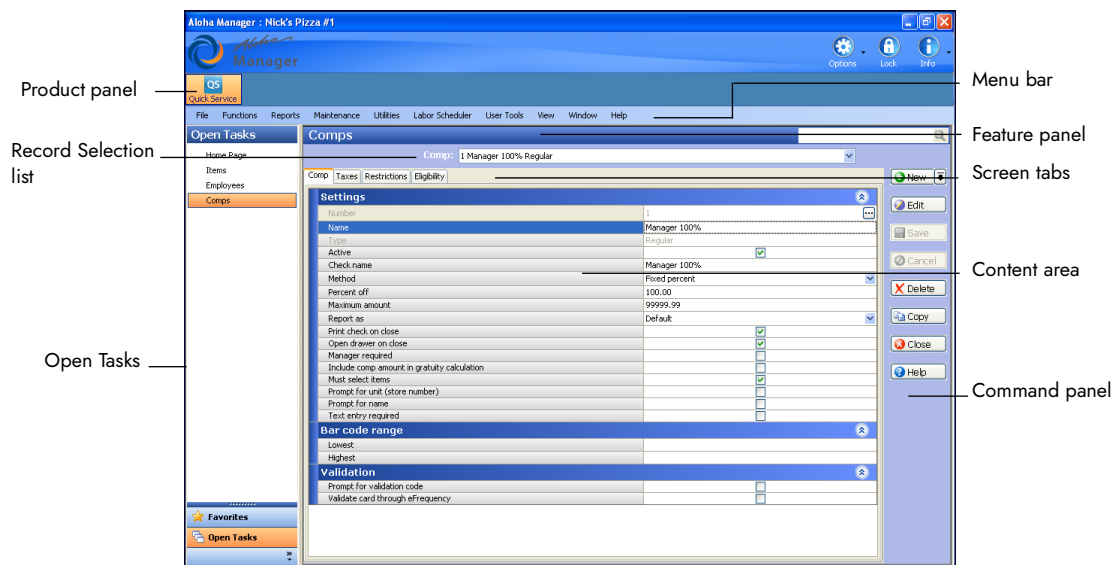 Aloha Manager : Nick's Pizza #1
Aloha
Manager
Options
Lock
Info
Product panel
QS
Quick Service
Menu bar
File Functions Reports Maintenance Utilities Labor Scheduler User Tools View Window Help
Open Tasks
Comps
Feature panel
Record Selection
list
Home Page
Comp: 1 Manager 100% Regular
Items
Comp Taxes Restrictions Eligibility
Screen tabs
New
Employees
Comps
Settings
Edit
Number 1
Name Manager 100%
Save
Type Regular
Active
Check name Manager 100%
Cancel
Content area
Method Fixed percent
Percent off 100.00
Delete
Maximum amount 99999.99
Report as Default
Copy
Print check on close
Open drawer on close
Close
Manager required
Open Tasks
Include comp amount in gratuity calculation
Help
Must select items
Prompt for unit (store number)
Command panel
Prompt for name
Text entry required
Bar code range
Lowest
Highest
Validation
Prompt for validation code
Validate card through eFrequency
Favorites
Open Tasks